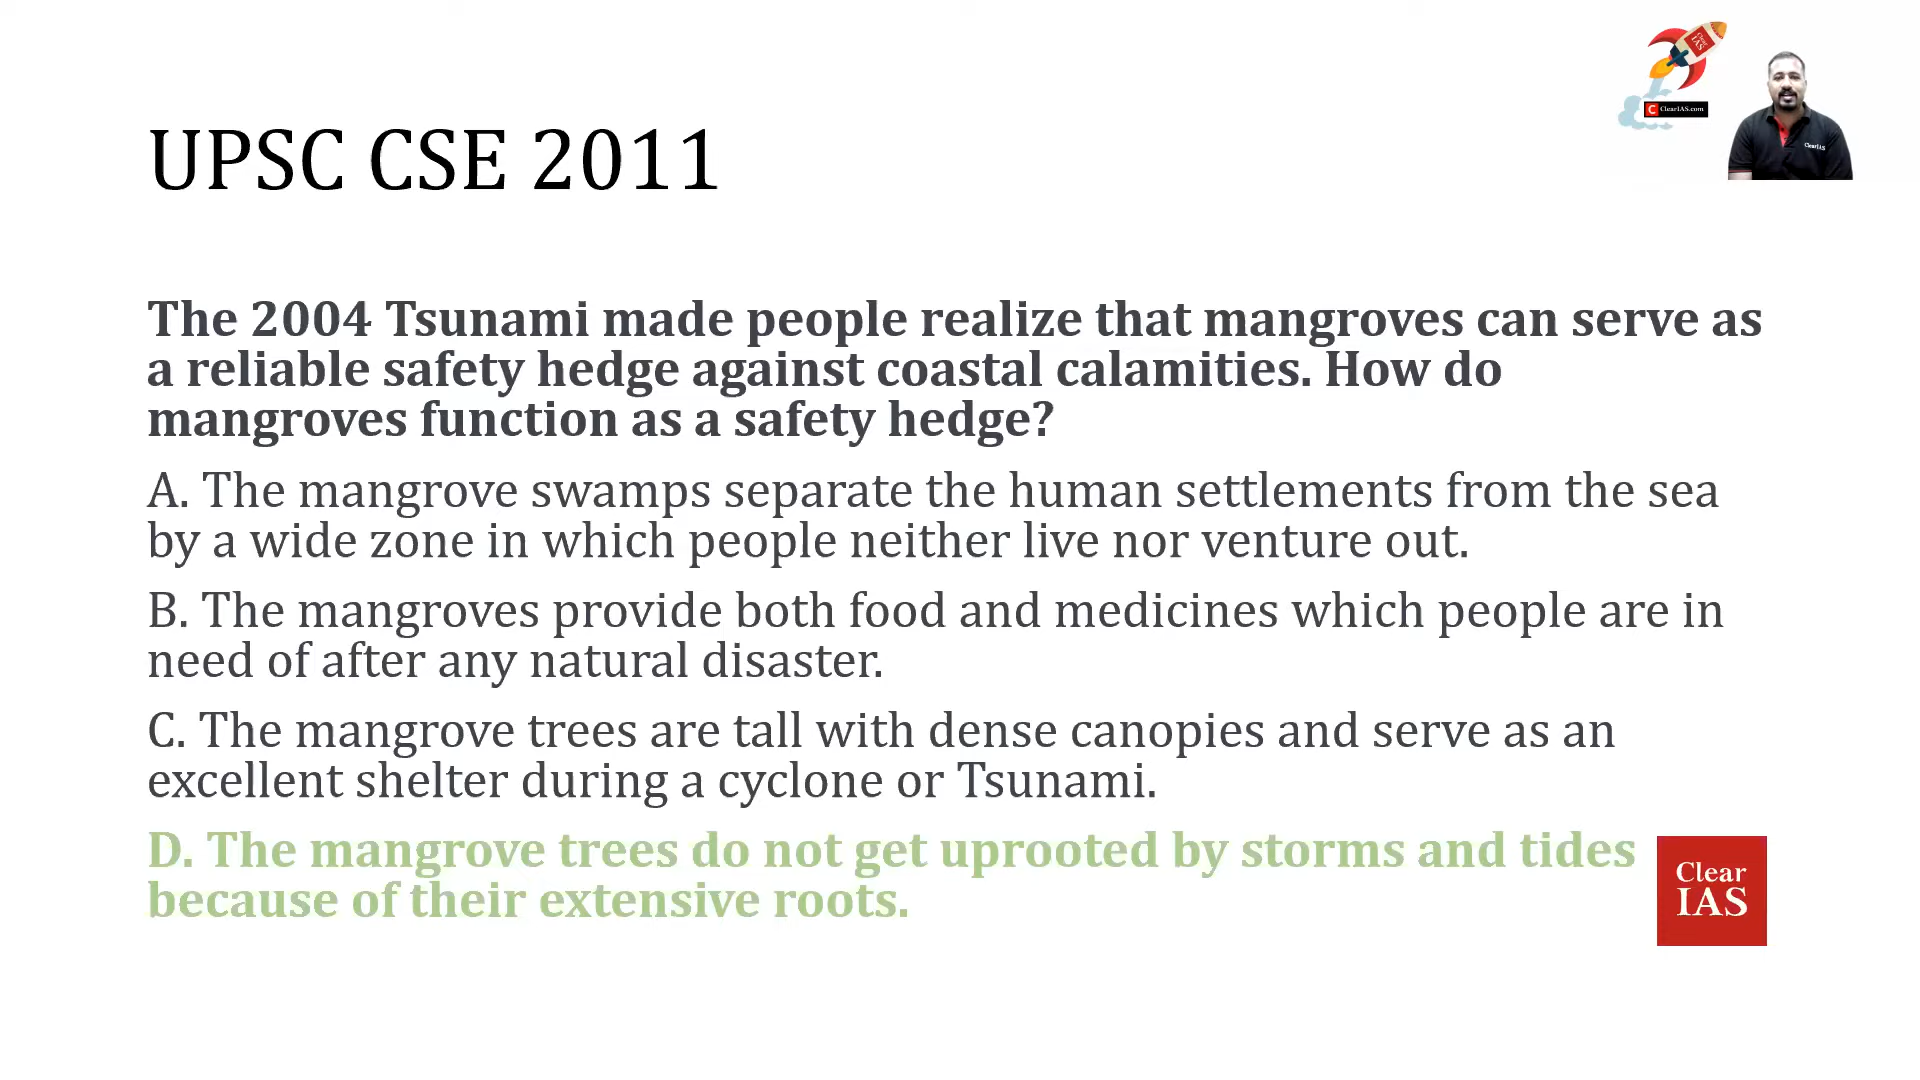 Clear
IAS
C ClearIAS.com
ClearIAS
UPSC CSE 2011
The 2004 Tsunami made people realize that mangroves can serve as
a reliable safety hedge against coastal calamities. How do
mangroves function as a safety hedge?
A. The mangrove swamps separate the human settlements from the sea
by a wide zone in which people neither live nor venture out.
B. The mangroves provide both food and medicines which people are in
need of after any natural disaster.
C. The mangrove trees are tall with dense canopies and serve as an
excellent shelter during a cyclone or Tsunami.
D. The mangrove trees do not get uprooted by storms and tides
because of their extensive roots.
Clear
IAS